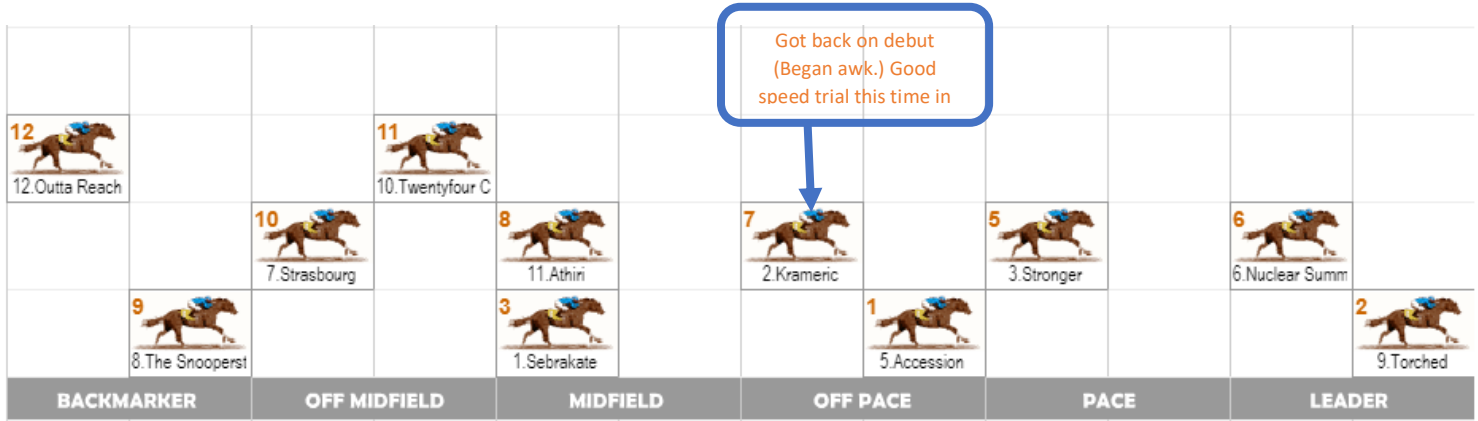 Got back on debut
(Began awk.) Good
speed trial this time in
12
11
12.Outta Reach
10.Twentyfour C
10
8
7
5
6
7.Strasbourg
11.Athiri
2.Krameric
3.Stronger
6.Nuclear Summ
9
3
1
2
8.The Snooperst
1.Sebrakate
5.Accession
9.Torched
BACKMARKER
OFF MIDFIELD
MIDFIELD
OFF PACE
PACE
LEADER